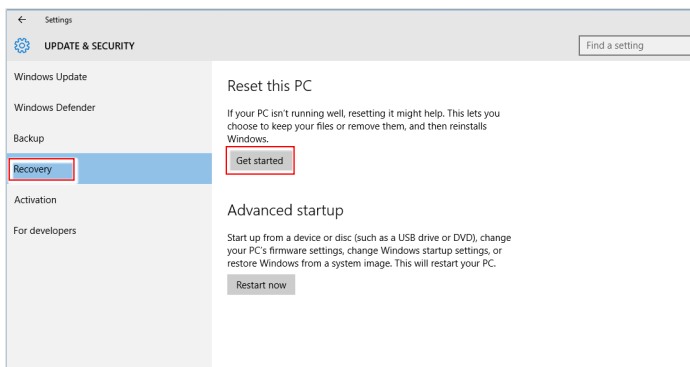 ← Settings
UPDATE & SECURITY
Find a setting
Windows Update
Windows Defender
Backup
Recovery
Activation
For developers
Reset this PC
If your PC isn't running well, resetting it might help. This lets you
choose to keep your files or remove them, and then reinstalls
Windows.
Get started
Advanced startup
Start up from a device or disc (such as a USB drive or DVD), change
your PC's firmware settings, change Windows startup settings, or
restore Windows from a system image. This will restart your PC.
Restart now